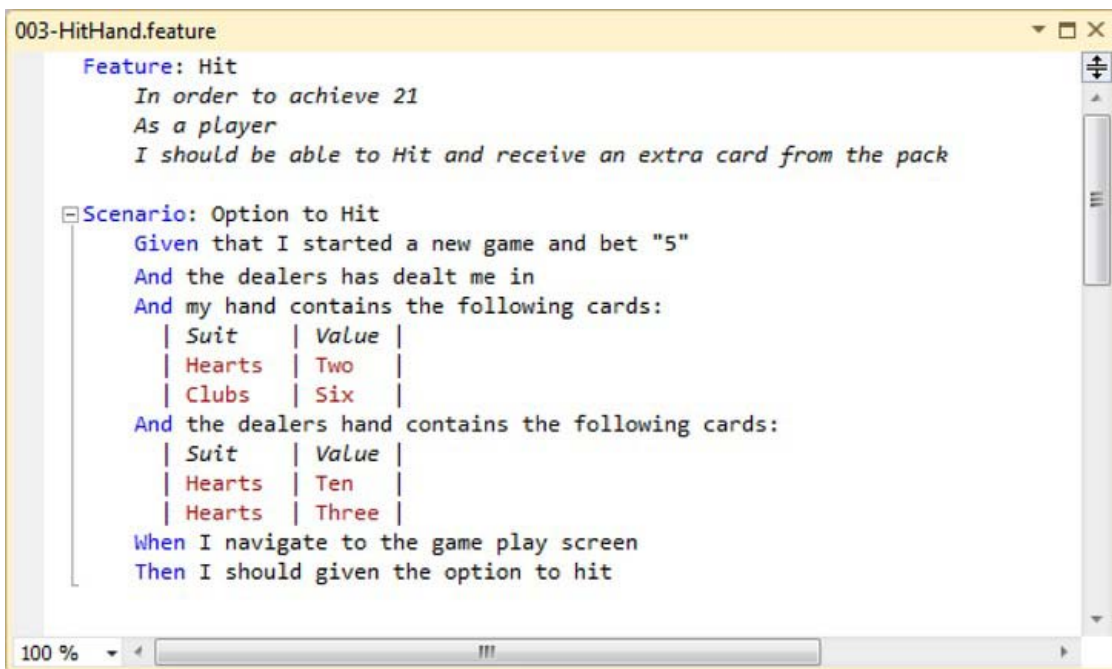 003-HitHand.feature
Feature: Hit
In order to achieve 21
As a player
I should be able to Hit and receive an extra card from the pack
Scenario: Option to Hit
Given that I started a new game and bet "5"
And the dealers has dealt me in
And my hand contains the following cards:
| Suit | Value |
| Hearts | Two |
| Clubs | Six |
And the dealers hand contains the following cards:
| Suit | Value |
| Hearts | Ten |
| Hearts | Three |
When I navigate to the game play screen
Then I should given the option to hit
100 %